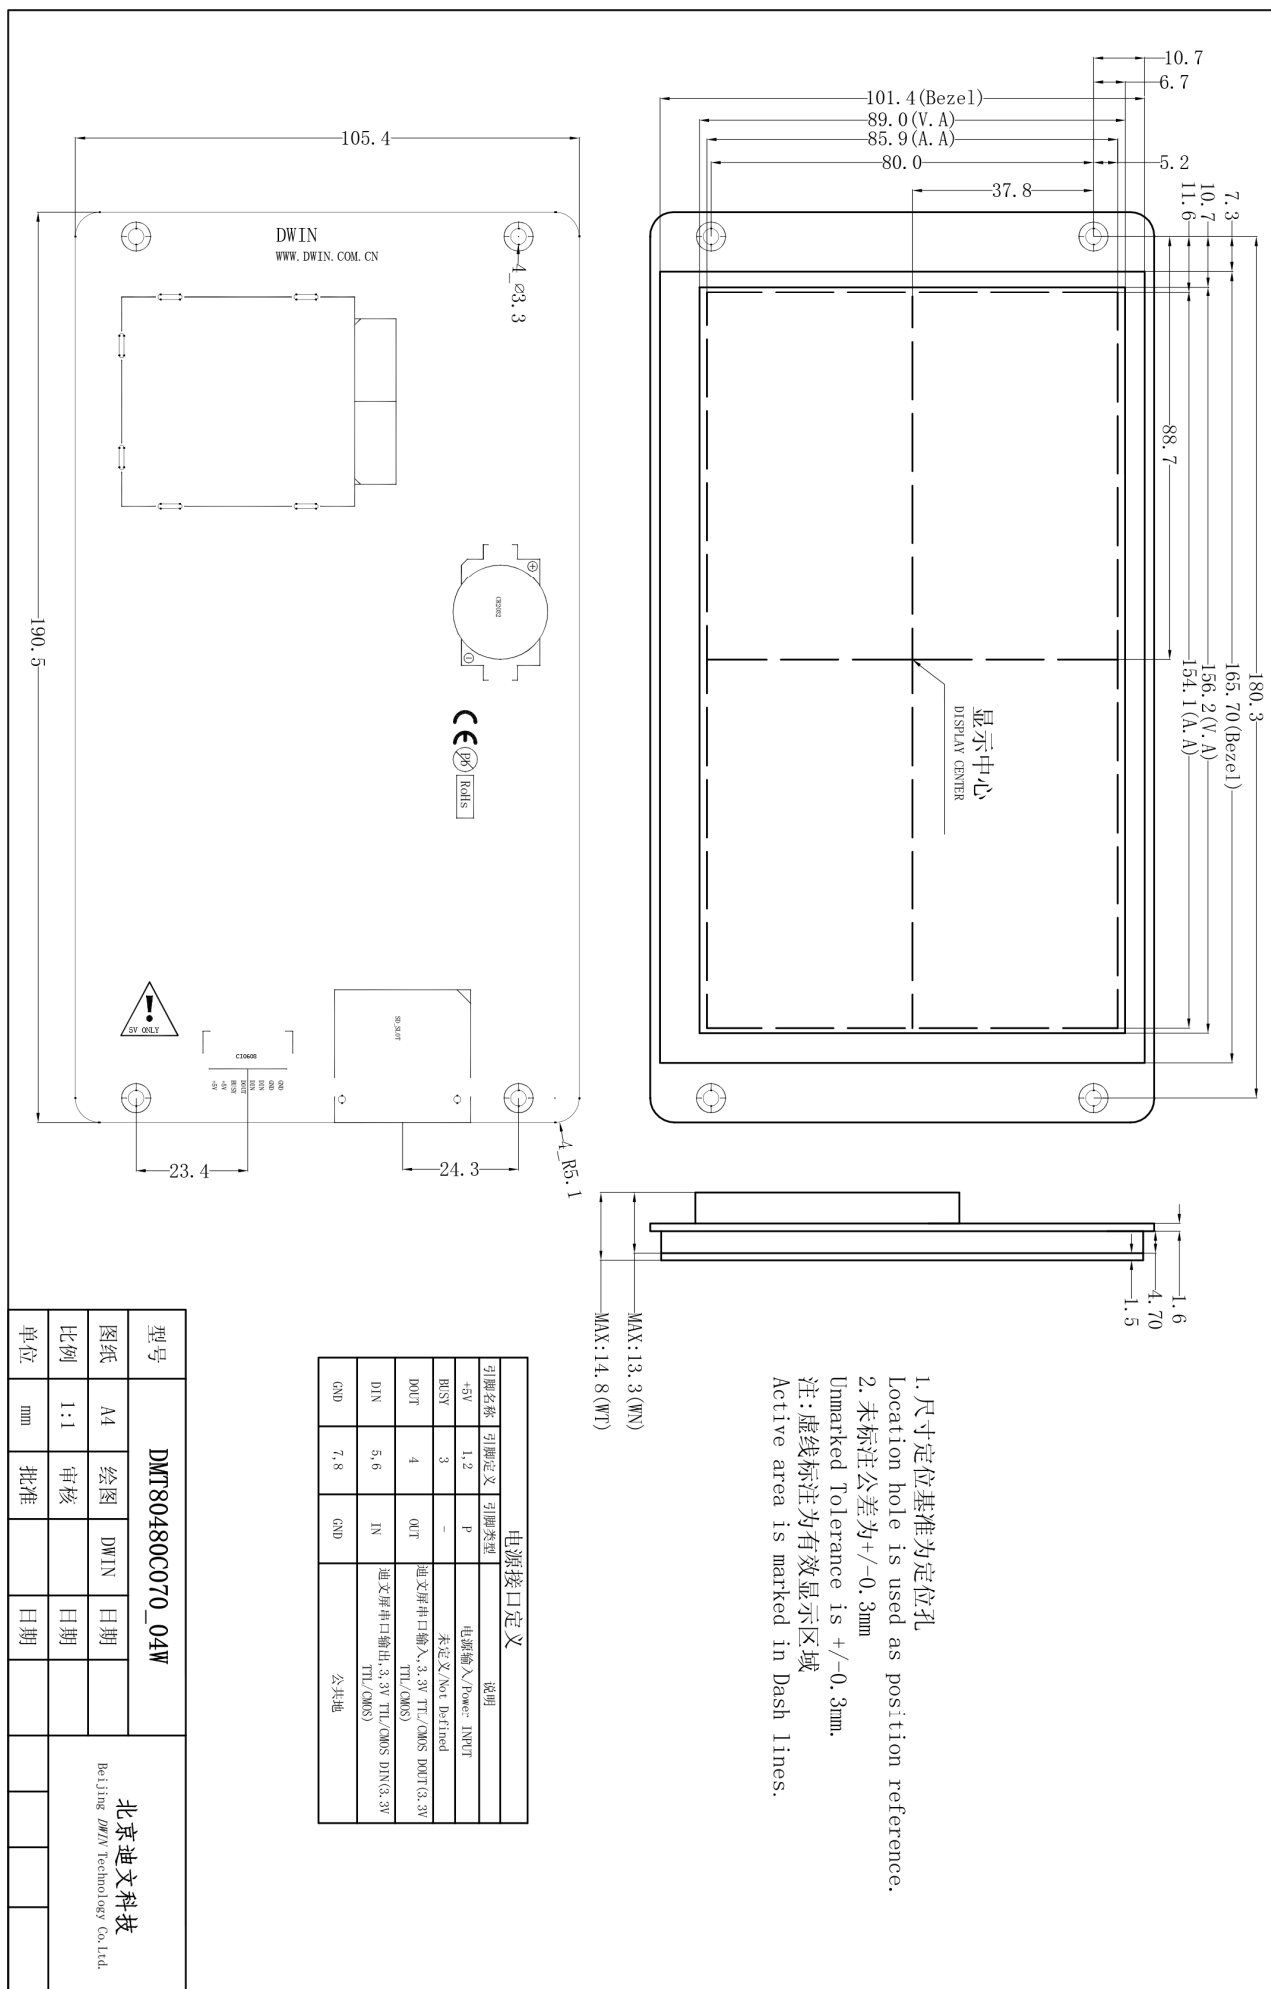 10.7
6.7
101.4(Bezel)
89.0(V.A)
85.9(A.A)
80.0
5.2
37.8
7.3
10.7
11.6
88.7
180.3
165.70(Bezel)
156.2(V.A)
154.1(A.A)
显示中心
DISPLAY CENTER
105.4
190.5
DWIN
WWW.DWIN.COM.CN
4_⌀3.3
CR2032
CE
Pb
RoHs
5V ONLY
CI0608
GND
GND
DIN
DIN
DOUT
BUSY
+5V
+5V
SD_SLOT
23.4
24.3
4_R5.1
1.6
4.70
1.5
MAX:13.3(WN)
MAX:14.8(WT)
1.尺寸定位基准为定位孔
Location hole is used as position reference.
2.未标注公差为+/-0.3mm
Unmarked Tolerance is +/-0.3mm.
注:虚线标注为有效显示区域
Active area is marked in Dash lines.
电源接口定义
引脚名称 引脚定义 引脚类型 说明
+5V 1,2 P 电源输入/Power INPUT
BUSY 3 - 未定义/Not Defined
DOUT 4 OUT 迪文屏串口输入,3.3V TTL/CMOS DOUT(3.3V
TTL/CMOS)
DIN 5,6 IN 迪文屏串口输出,3.3V TTL/CMOS DIN(3.3V
TTL/CMOS)
GND 7,8 GND 公共地
型号 DMT80480C070_04W
图纸 A4 绘图 DWIN 日期
比例 1:1 审核 日期
单位 mm 批准 日期
北京迪文科技
Beijing DWIN Technology Co.Ltd.